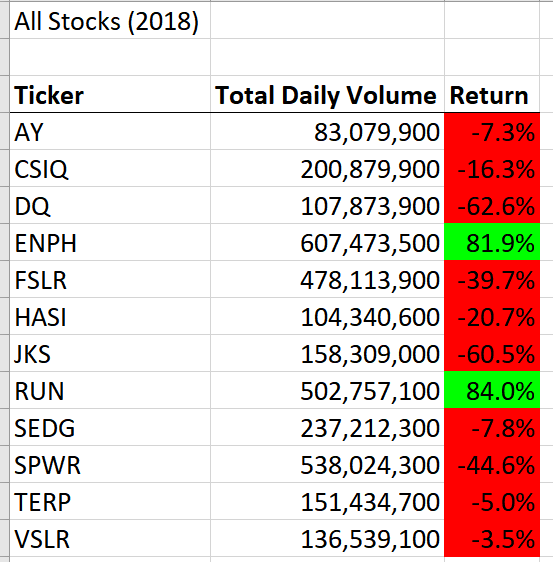 All Stocks (2018)
Ticker Total Daily Volume Return
AY 83,079,900 -7.3%
CSIQ 200,879,900 -16.3%
DQ 107,873,900 -62.6%
ENPH 607,473,500 81.9%
FSLR 478,113,900 -39.7%
HASI 104,340,600 -20.7%
JKS 158,309,000 -60.5%
RUN 502,757,100 84.0%
SEDG 237,212,300 -7.8%
SPWR 538,024,300 -44.6%
TERP 151,434,700 -5.0%
VSLR 136,539,100 -3.5%